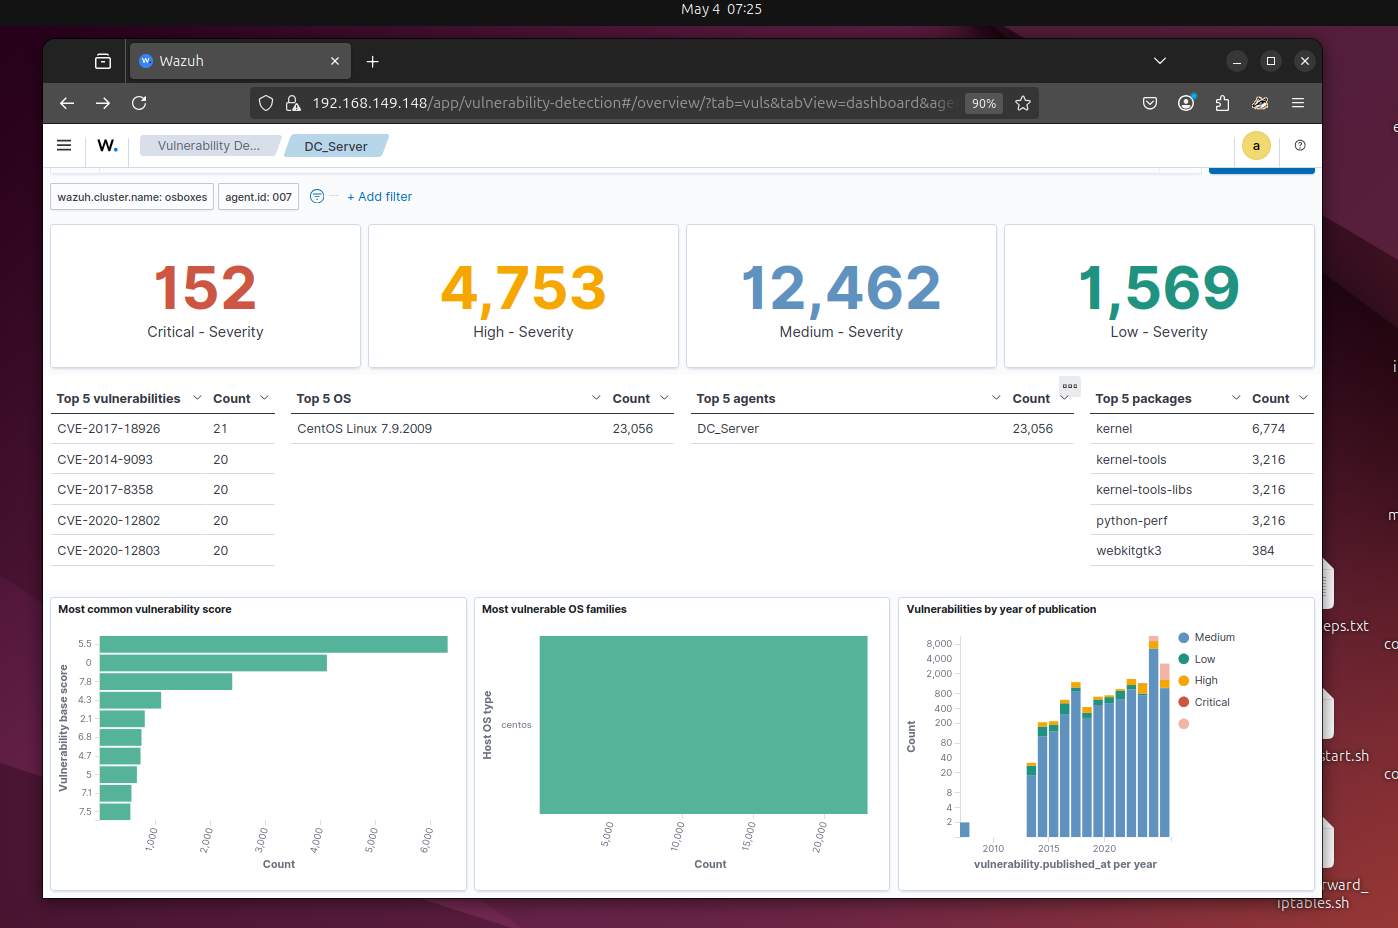 May 4 07:25
Wazuh
192.168.149.148/app/vulnerability-detection#/overview/?tab=vuls&tabView=dashboard&age
90%
W.
Vulnerability De...
DC_Server
a
wazuh.cluster.name: osboxes
agent.id: 007
+ Add filter
152
Critical - Severity
4,753
High - Severity
12,462
Medium - Severity
1,569
Low - Severity
Top 5 vulnerabilities Count
CVE-2017-18926 21
CVE-2014-9093 20
CVE-2017-8358 20
CVE-2020-12802 20
CVE-2020-12803 20
Top 5 OS Count
CentOS Linux 7.9.2009 23,056
Top 5 agents Count
DC_Server 23,056
Top 5 packages Count
kernel 6,774
kernel-tools 3,216
kernel-tools-libs 3,216
python-perf 3,216
webkitgtk3 384
Most common vulnerability score
Vulnerability base score
5.5
0
7.8
4.3
2.1
6.8
4.7
5
7.1
7.5
1,000 2,000 3,000 4,000 5,000 6,000
Count
Most vulnerable OS families
Host OS type
centos
5,000 10,000 15,000 20,000
Count
Vulnerabilities by year of publication
Count
8,000
4,000
2,000
800
400
200
80
40
20
8
4
2
2010 2015 2020
vulnerability.published_at per year
Medium
Low
High
Critical
eps.txt
co
start.sh
co
rward_
iptables.sh